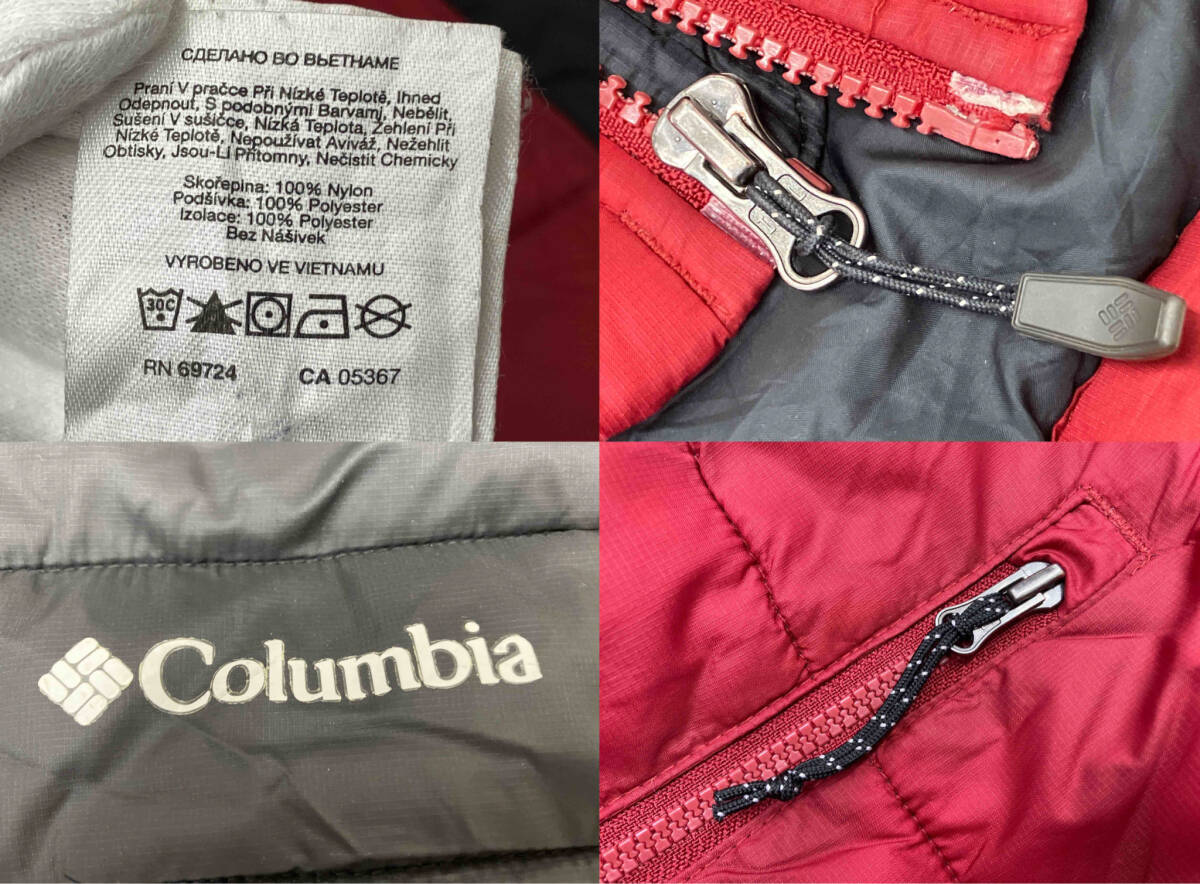 СДЕЛАНО ВО ВЬЕТНАМЕ
Praní V pračce Při Nízké Teplotě, Ihned
Odepnout, S podobnými Barvami, Nebělit,
Sušení V sušičce, Nízká Teplota, Žehlení Při
Nízké Teplotě, Nepoužívat Aviváž, Nežehlit
Obtisky, Jsou-Li Přítomny, Nečistit Chemicky
Skořepina: 100% Nylon
Podšívka: 100% Polyester
Izolace: 100% Polyester
Bez Nášivek
VYROBENO VE VIETNAMU
30C
RN 69724 CA 05367
Columbia